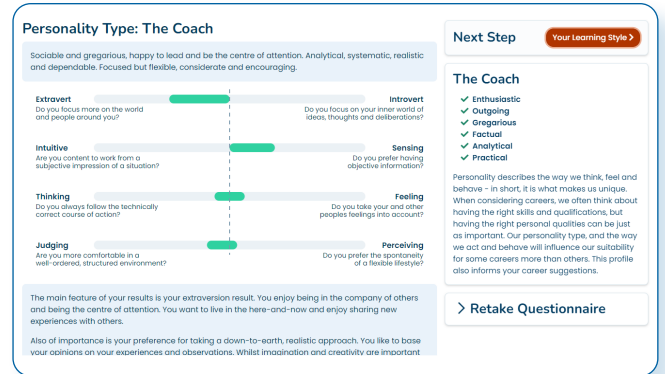 Personality Type: The Coach
Sociable and gregarious, happy to lead and be the centre of attention. Analytical, systematic, realistic
and dependable. Focused but flexible, considerate and encouraging.
Extravert
Do you focus more on the world
and people around you?
Introvert
Do you focus on your inner world of
ideas, thoughts and deliberations?
Intuitive
Are you content to work from a
subjective impression of a situation?
Sensing
Do you prefer having
objective information?
Thinking
Do you always follow the technically
correct course of action?
Feeling
Do you take your and other
peoples feelings into account?
Judging
Are you more comfortable in a
well-ordered, structured environment?
Perceiving
Do you prefer the spontaneity
of a flexible lifestyle?
The main feature of your results is your extraversion result. You enjoy being in the company of others
and being the centre of attention. You want to live in the here-and-now and enjoy sharing new
experiences with others.
Also of importance is your preference for taking a down-to-earth, realistic approach. You like to base
your opinions on your experiences and observations. Whilst imagination and creativity are important
Next Step
Your Learning Style
The Coach
Enthusiastic
Outgoing
Gregarious
Factual
Analytical
Practical
Personality describes the way we think, feel and
behave - in short, it is what makes us unique.
When considering careers, we often think about
having the right skills and qualifications, but
having the right personal qualities can be just
as important. Our personality type, and the way
we act and behave will influence our suitability
for some careers more than others. This profile
also informs your career suggestions.
Retake Questionnaire